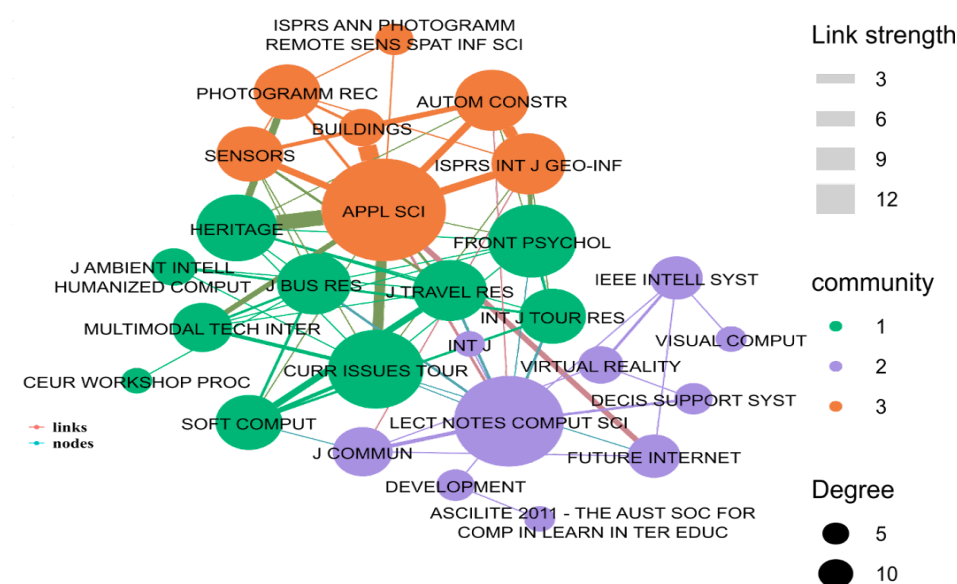 ISPRS ANN PHOTOGRAMM
REMOTE SENS SPAT INF SCI
PHOTOGRAMM REC
AUTOM CONSTR
BUILDINGS
SENSORS
ISPRS INT J GEO-INF
APPL SCI
HERITAGE
FRONT PSYCHOL
J AMBIENT INTELL
HUMANIZED COMPUT
J BUS RES
J TRAVEL RES
IEEE INTELL SYST
INT J TOUR RES
MULTIMODAL TECH INTER
INT J
VISUAL COMPUT
CURR ISSUES TOUR
VIRTUAL REALITY
CEUR WORKSHOP PROC
DECIS SUPPORT SYST
SOFT COMPUT
LECT NOTES COMPUT SCI
J COMMUN
FUTURE INTERNET
DEVELOPMENT
ASCILITE 2011 - THE AUST SOC FOR
COMP IN LEARN IN TER EDUC
links
nodes
Link strength
3
6
9
12
community
1
2
3
Degree
5
10